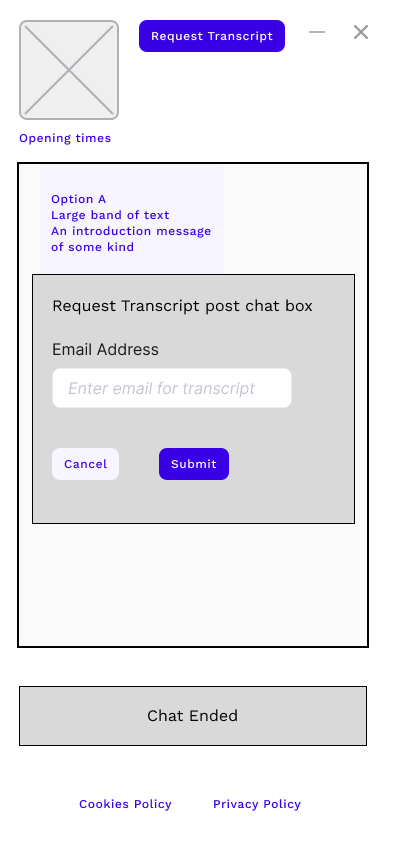 Request Transcript
Opening times
Option A
Large band of text
An introduction message
of some kind
Request Transcript post chat box
Email Address
Enter email for transcript
Cancel
Submit
Chat Ended
Cookies Policy
Privacy Policy